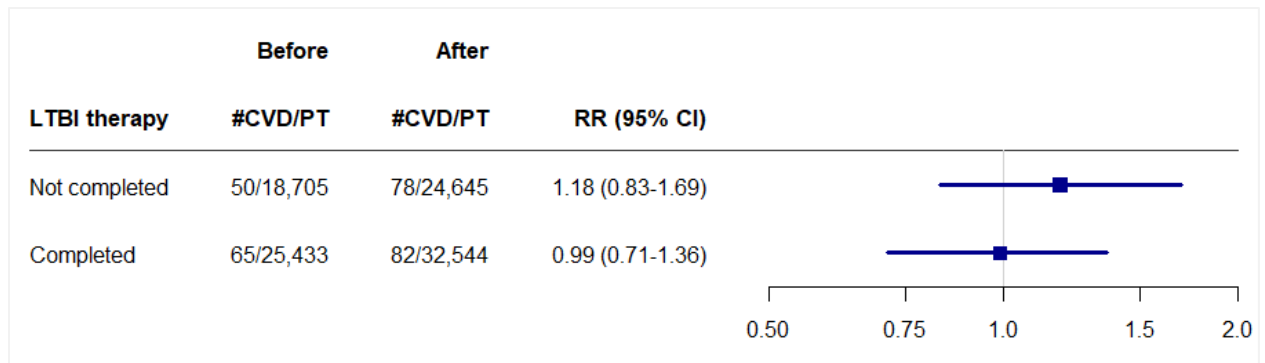 Before After
LTBI therapy #CVD/PT #CVD/PT RR (95% CI)
Not completed 50/18,705 78/24,645 1.18 (0.83-1.69)
Completed 65/25,433 82/32,544 0.99 (0.71-1.36)
0.50 0.75 1.0 1.5 2.0